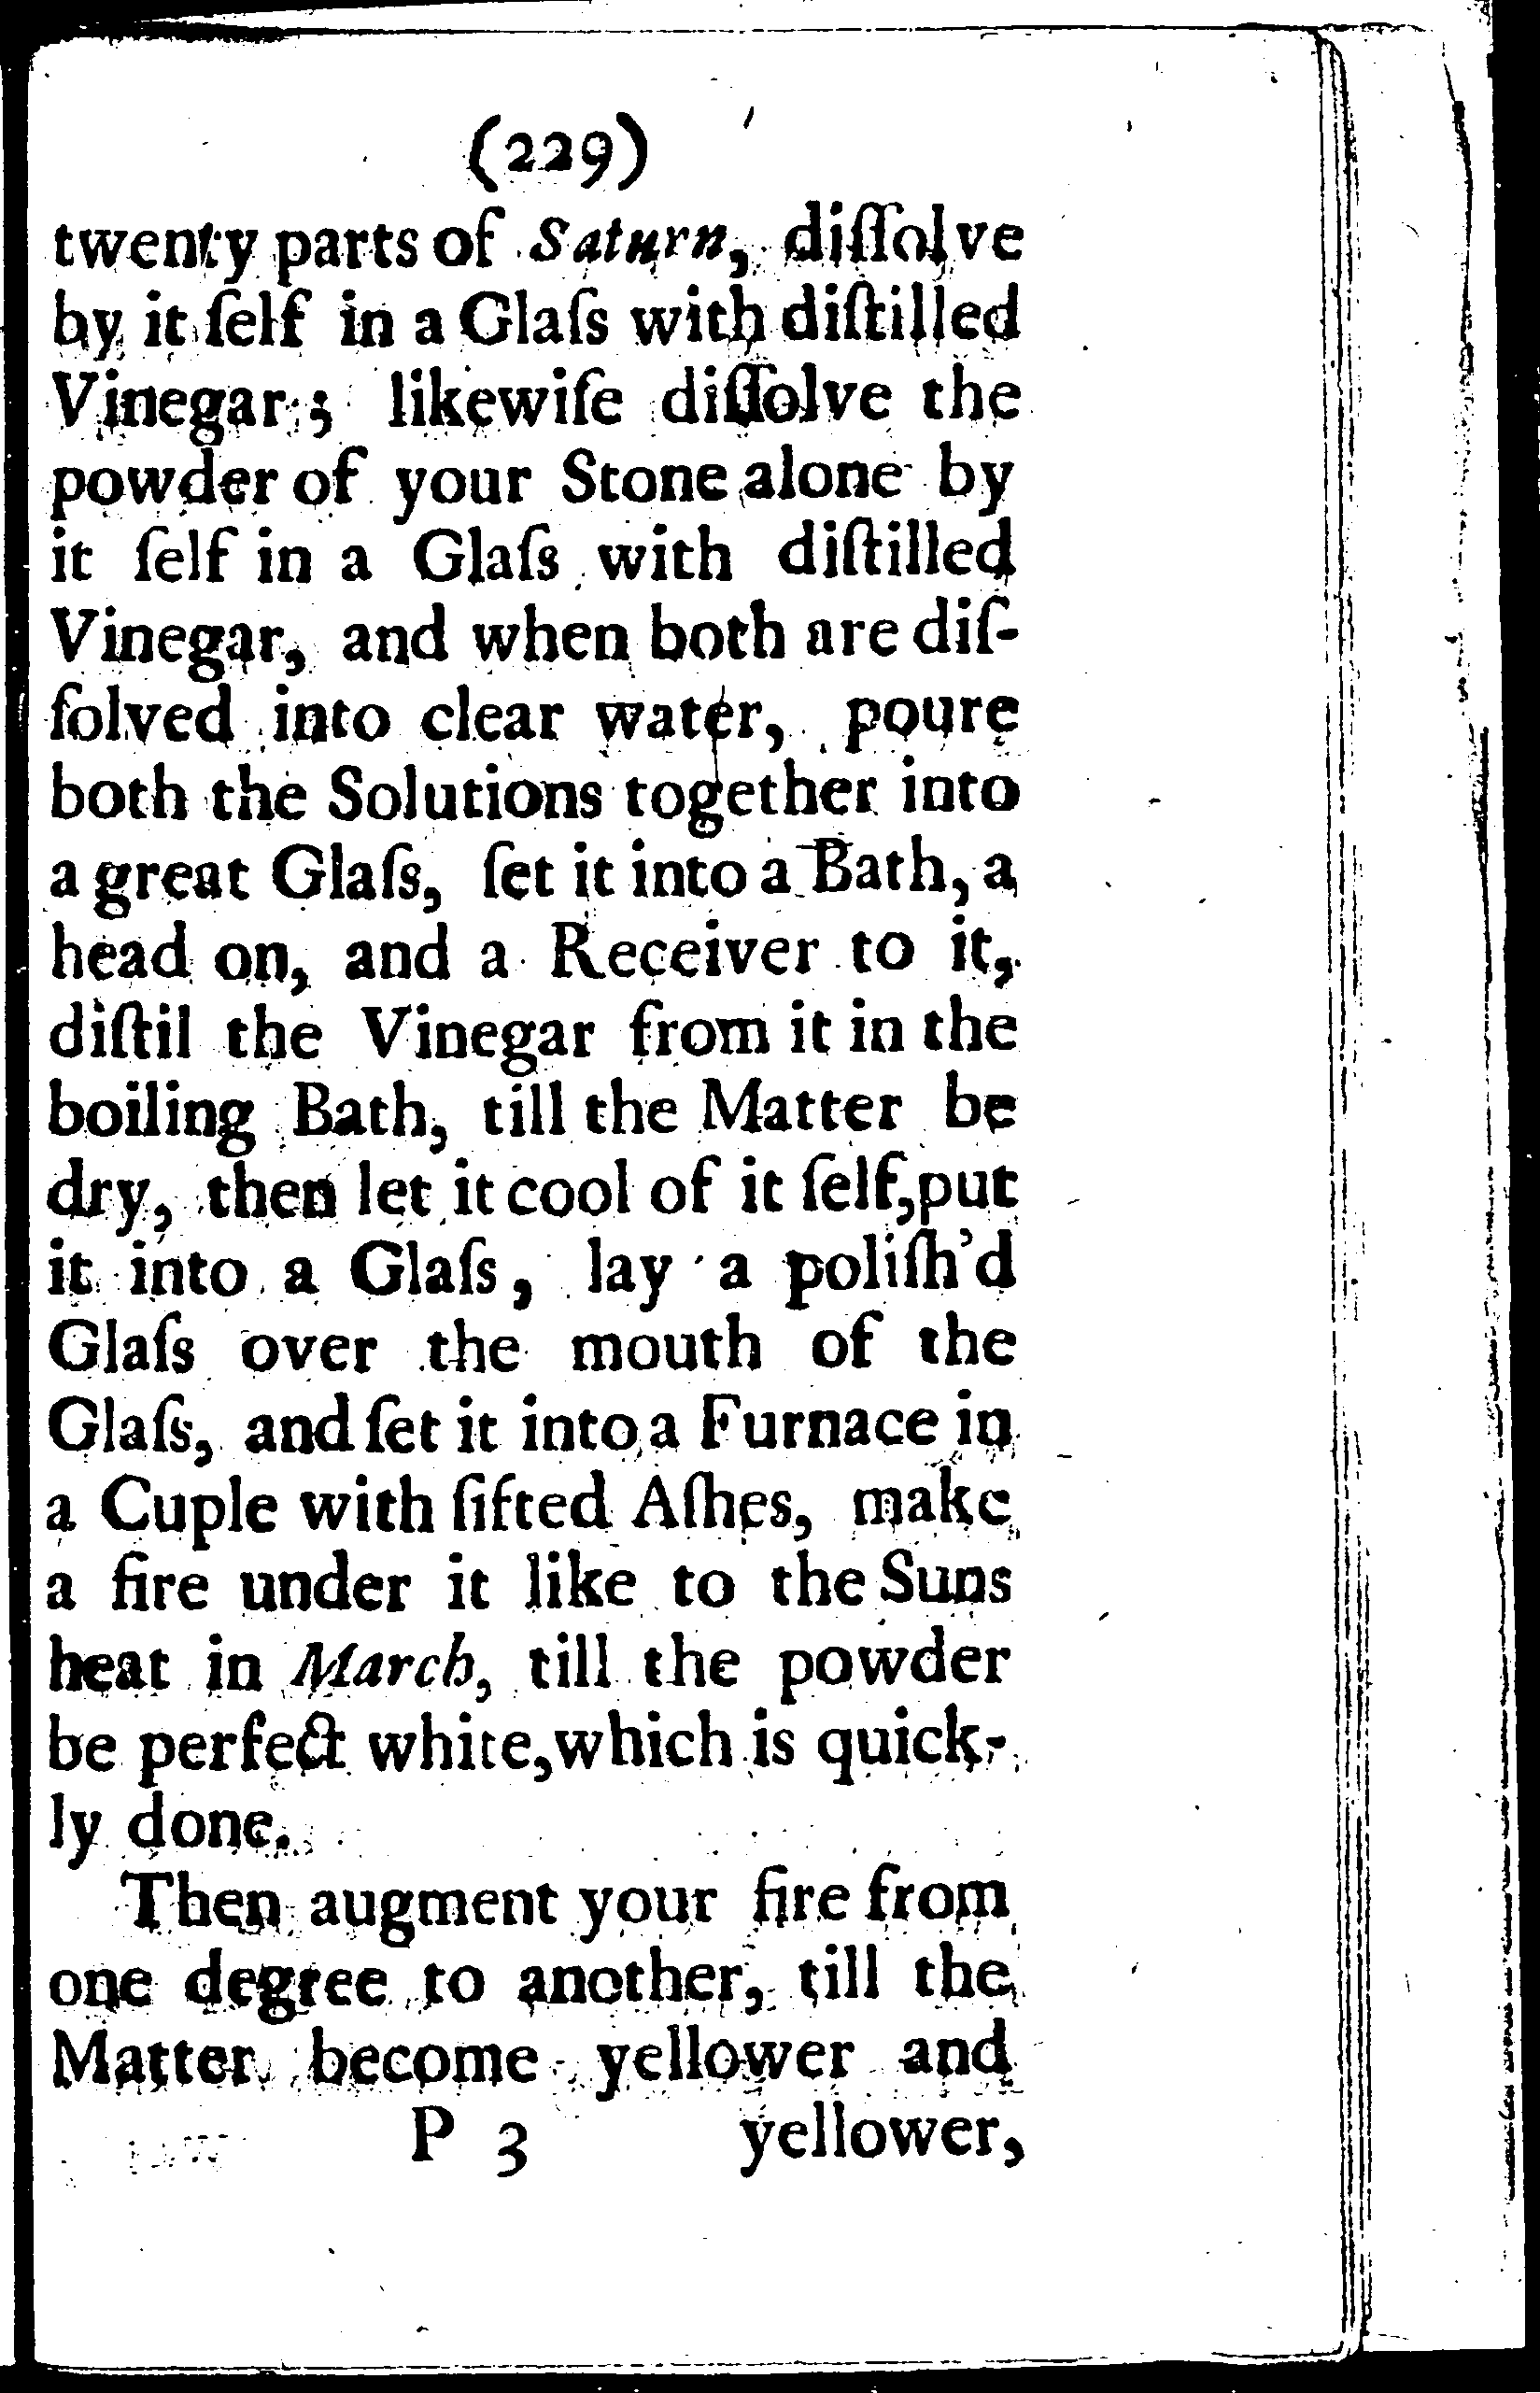 (229)
twenty parts of Saturn, diſſolve
by it ſelf in a Glaſs with diſtilled
Vinegar; likewiſe diſſolve the
powder of your Stone alone by
it ſelf in a Glaſs with diſtilled
Vinegar, and when both are diſ-
ſolved into clear water, poure
both the Solutions together into
a great Glaſs, ſet it into a Bath, a
head on, and a Receiver to it,
diſtil the Vinegar from it in the
boiling Bath, till the Matter be
dry, then let it cool of it ſelf, put
it into a Glaſs, lay a poliſh'd
Glaſs over the mouth of the
Glaſs, and ſet it into a Furnace in
a Cuple with ſifted Aſhes, make
a fire under it like to the Suns
heat in March, till the powder
be perfect white, which is quick-
ly done.
Then augment your fire from
one degree to another, till the
Matter become yellower and
P 3 yellower,